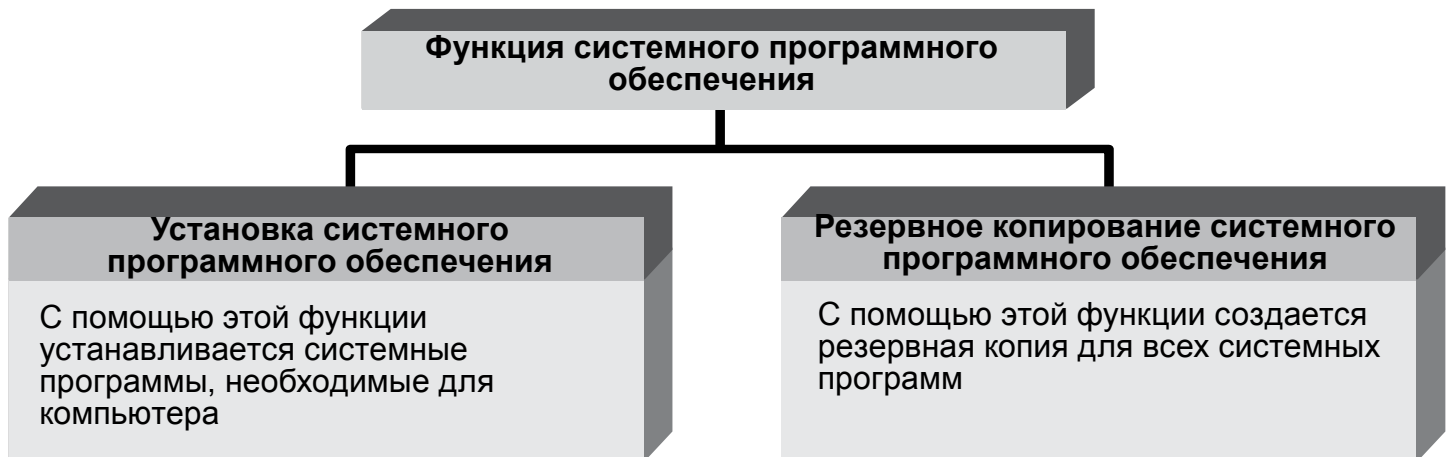 Функция системного программного
обеспечения
Установка системного
программного обеспечения
С помощью этой функции
устанавливается системные
программы, необходимые для
компьютера
Резервное копирование системного
программного обеспечения
С помощью этой функции создается
резервная копия для всех системных
программ